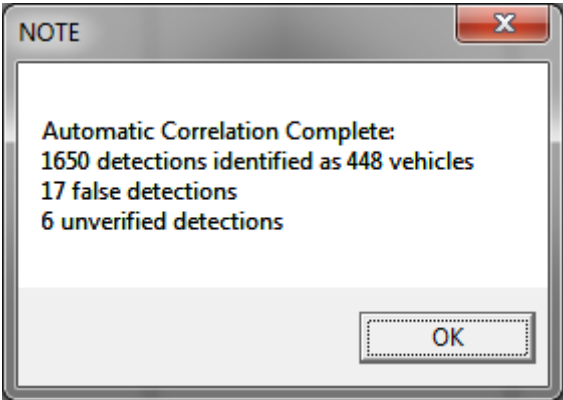 NOTE
Automatic Correlation Complete:
1650 detections identified as 448 vehicles
17 false detections
6 unverified detections
OK